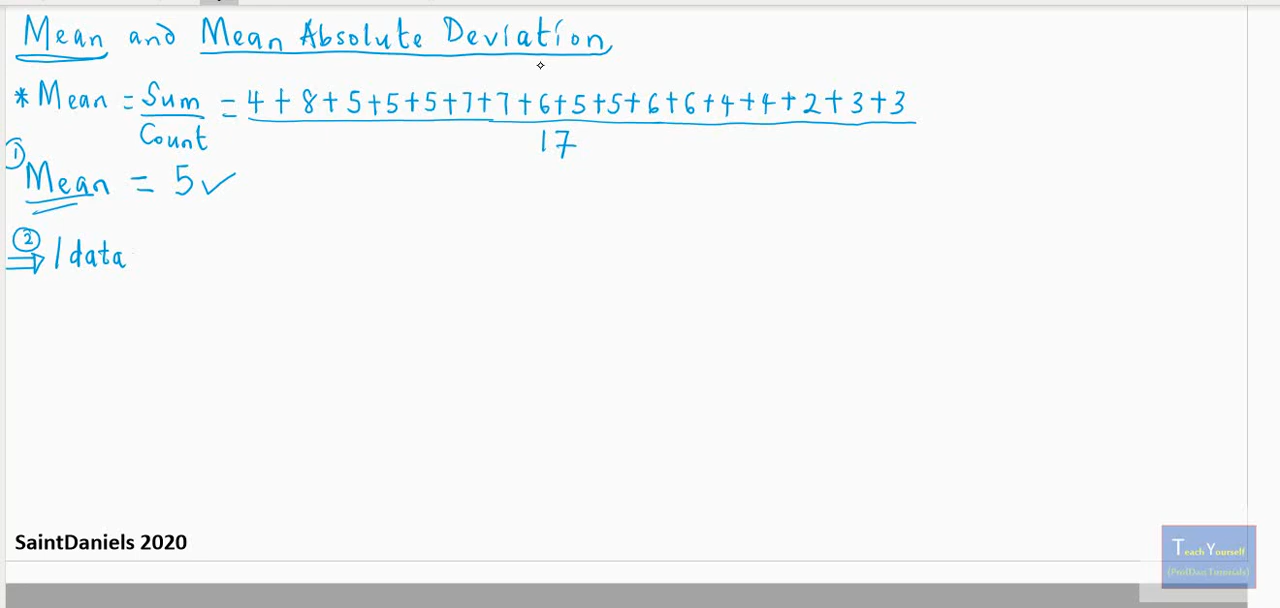 Mean and Mean Absolute Deviation
* Mean = Sum / Count = 4 + 8 + 5 + 5 + 5 + 7 + 7 + 6 + 5 + 5 + 6 + 6 + 4 + 4 + 2 + 3 + 3 / 17
① Mean = 5 ✓
② ⇒ |data
SaintDaniels 2020
Teach Yourself